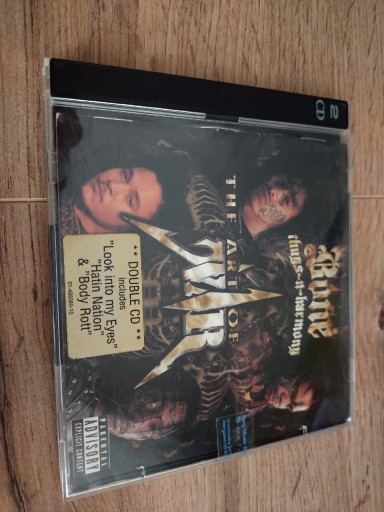 2 CD
Bone
thugs-n-harmony
THE ART OF
WAR
** DOUBLE CD **
includes
"Look into my Eyes"
"Hatin Nation"
& "Body Rott"
PARENTAL
ADVISORY
EXPLICIT CONTENT